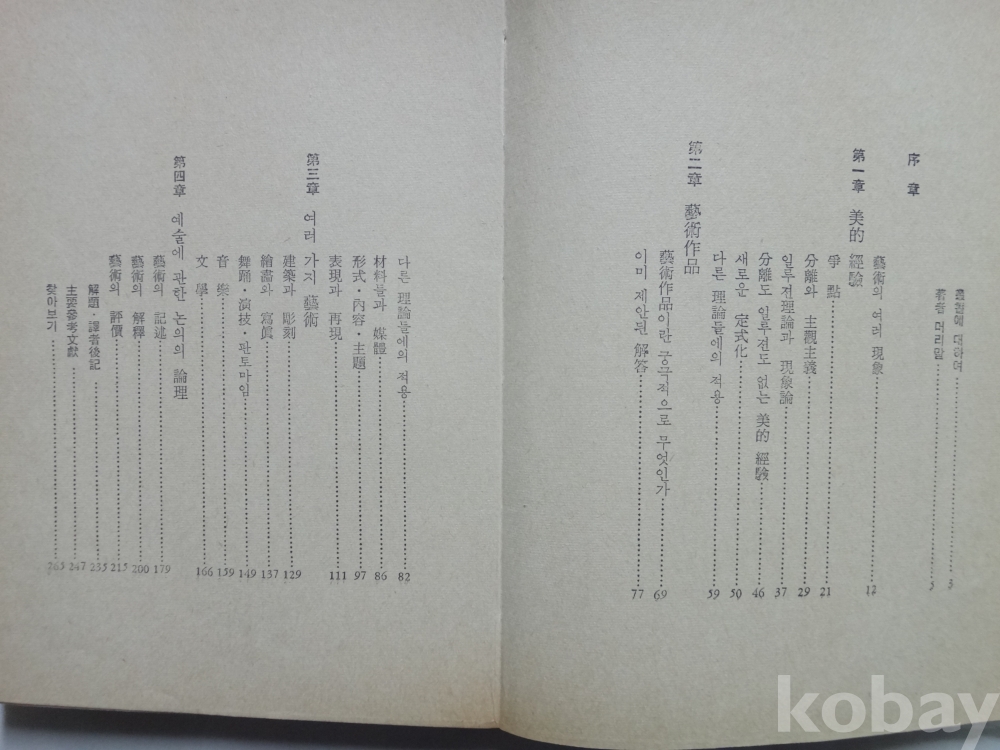 叢書에 대하여……3
著者 머리말……5
序 章
藝術의 여러 現象……12
第一章 美的 經驗
爭 點……21
分離와 主觀主義……29
일루전理論과 現象論……37
分離도 일루전도 없는 美的 經驗……46
새로운 定式化……50
다른 理論들에의 적용……59
第二章 藝術作品
藝術作品이란 궁극적으로 무엇인가……69
이미 제안된 解答……77
다른 理論들에의 적용……82
材料들과 媒體……86
形式·內容·主題……97
表現과 再現……111
第三章 여러 가지 藝術
建築과 彫刻……129
繪畵와 寫眞……137
舞踊·演技·판토마임……149
音 樂……159
文 學……166
第四章 예술에 관한 논의의 論理
藝術의 記述……179
藝術의 解釋……200
藝術의 評價……215
解題·譯者後記……235
主要參考文獻……247
찾아보기……265
kobay